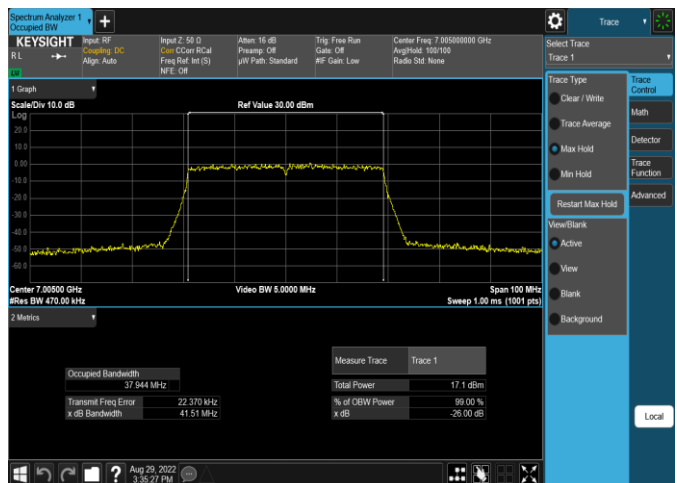 Spectrum Analyzer 1
Occupied BW
Trace
KEYSIGHT
R L
LW
Input: RF
Coupling: DC
Align: Auto
Input Z: 50 Ω
Corr CCorr RCal
Freq Ref: Int (S)
NFE: Off
Atten: 16 dB
Preamp: Off
µW Path: Standard
Trig: Free Run
Gate: Off
#IF Gain: Low
Center Freq: 7.005000000 GHz
Avg|Hold: 100/100
Radio Std: None
1 Graph
Scale/Div 10.0 dB
Ref Value 30.00 dBm
Log
20.0
10.0
0.00
-10.0
-20.0
-30.0
-40.0
-50.0
-60.0
Center 7.00500 GHz
Video BW 5.0000 MHz
Span 100 MHz
#Res BW 470.00 kHz
Sweep 1.00 ms (1001 pts)
2 Metrics
Occupied Bandwidth
37.944 MHz
Transmit Freq Error 22.370 kHz
x dB Bandwidth 41.51 MHz
Measure Trace Trace 1
Total Power 17.1 dBm
% of OBW Power 99.00 %
x dB -26.00 dB
Select Trace
Trace 1
Trace Type
Clear / Write
Trace Average
Max Hold
Min Hold
Restart Max Hold
View/Blank
Active
View
Blank
Background
Trace
Control
Math
Detector
Trace
Function
Advanced
Local
?
Aug 29, 2022
3:35:27 PM